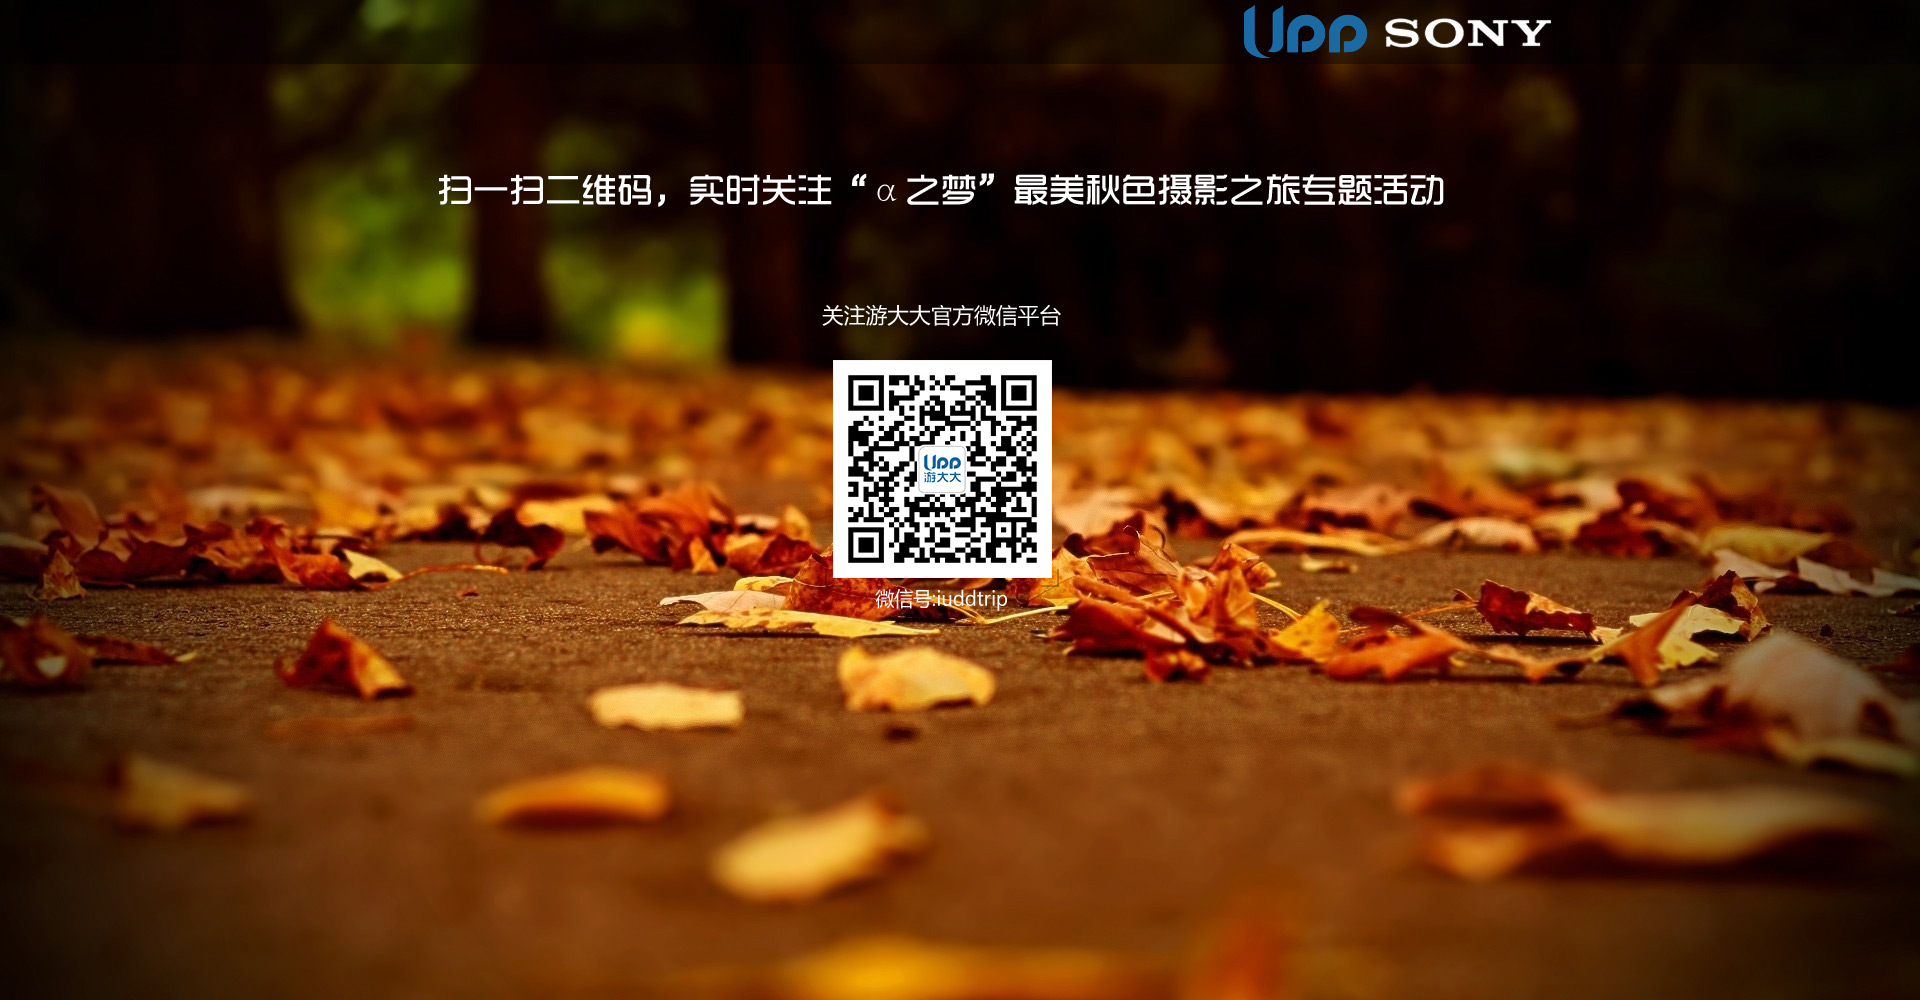 UDD SONY
扫一扫二维码，实时关注“α之梦”最美秋色摄影之旅专题活动
关注游大大官方微信平台
UDD
游大大
微信号:iuddtrip